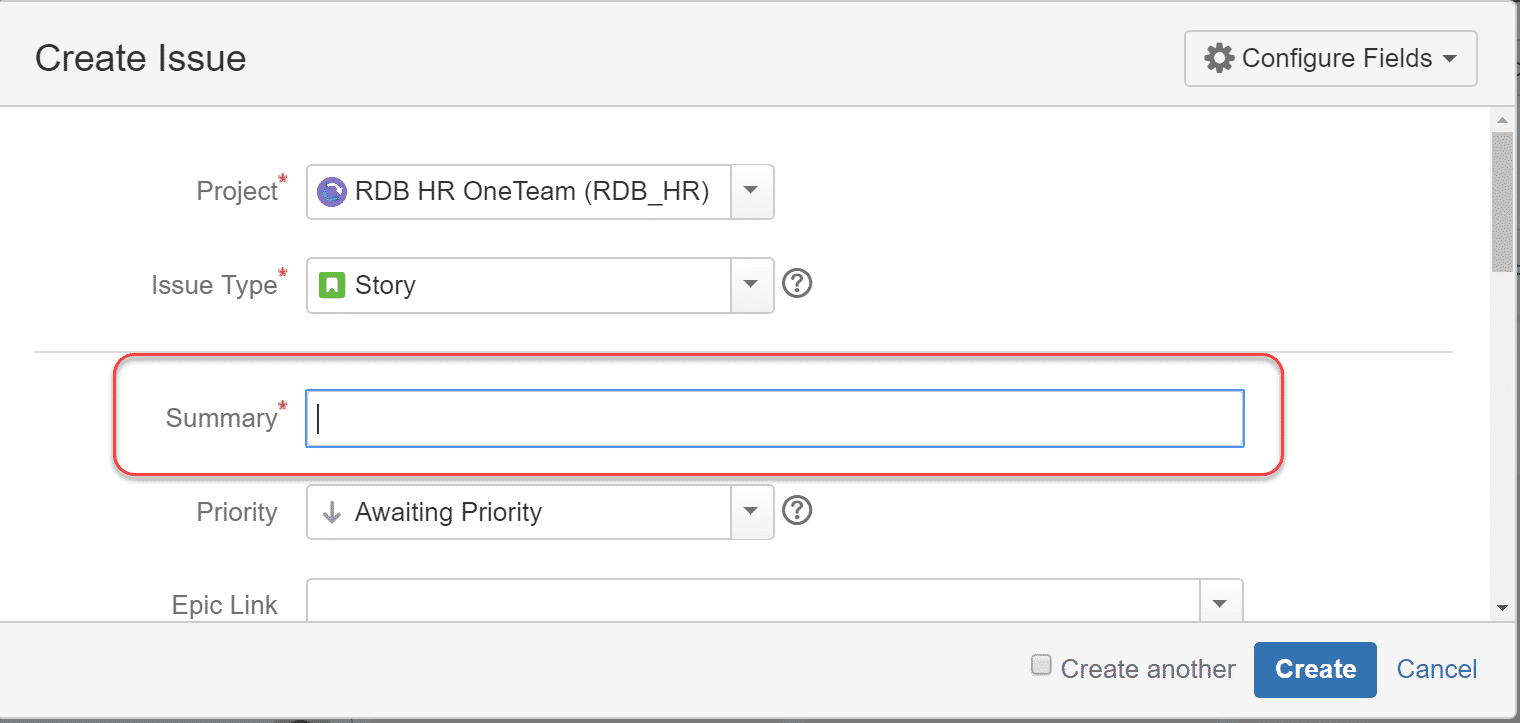 Create Issue
Configure Fields
Project*
RDB HR OneTeam (RDB_HR)
Issue Type*
Story
?
Summary*
Priority
Awaiting Priority
?
Epic Link
Create another
Create
Cancel